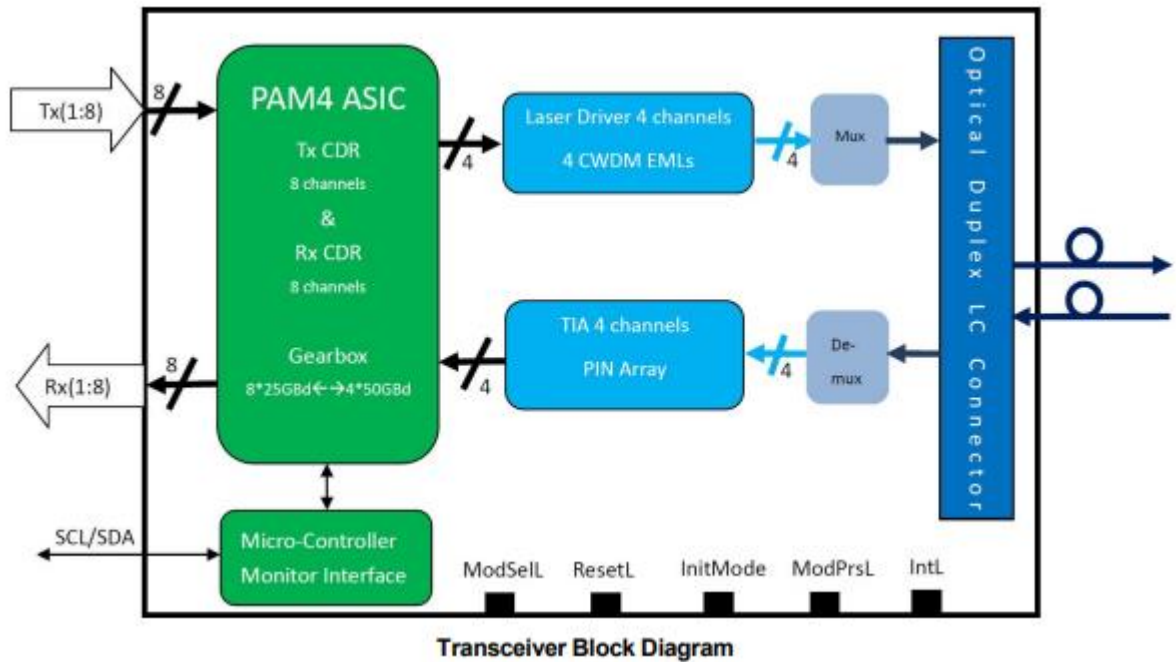 Tx(1:8)
8
PAM4 ASIC
Tx CDR
8 channels
&
Rx CDR
8 channels
Gearbox
8*25GBd←→4*50GBd
4
Laser Driver 4 channels
4 CWDM EMLs
4
Mux
Optical Duplex LC Connector
Rx(1:8)
8
4
TIA 4 channels
PIN Array
4
De-
mux
SCL/SDA
Micro-Controller
Monitor Interface
ModSelL
ResetL
InitMode
ModPrsL
IntL
Transceiver Block Diagram